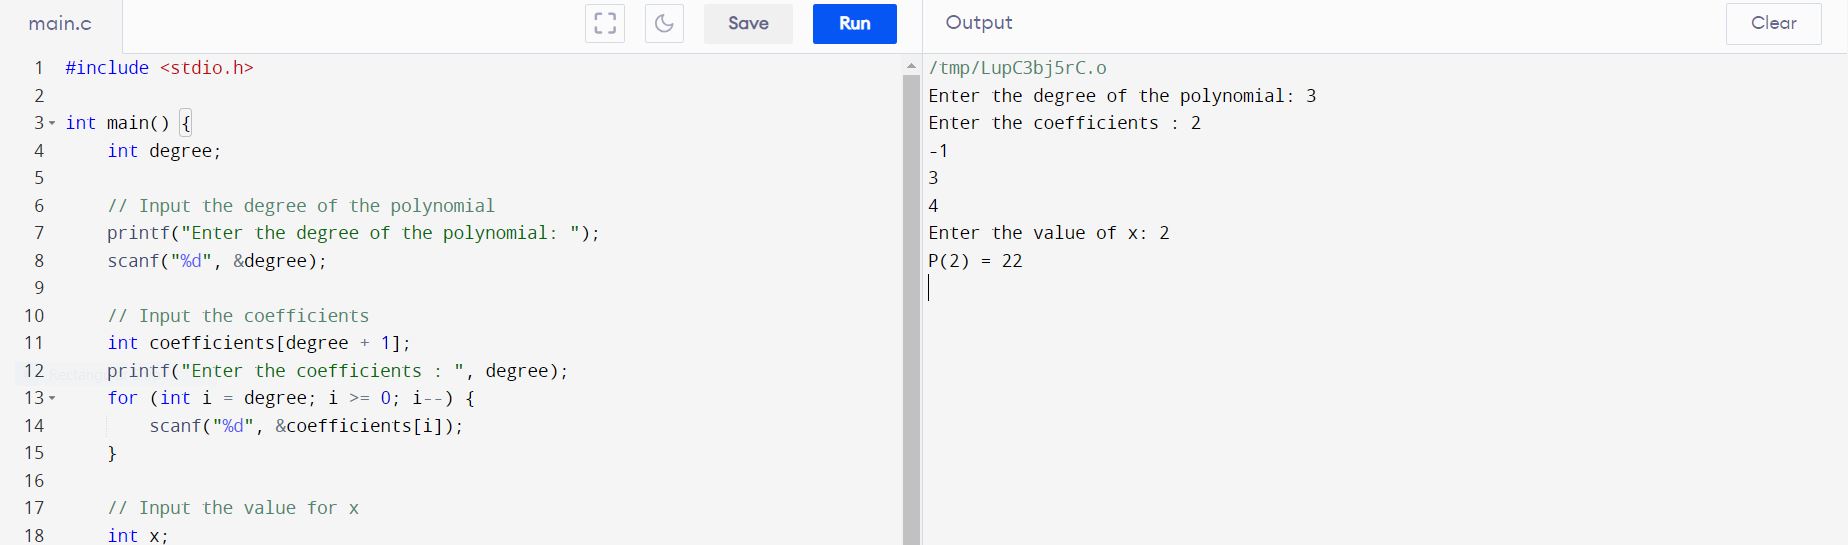 main.c
Save
Run
1 #include <stdio.h>
2
3 int main() {
4 int degree;
5
6 // Input the degree of the polynomial
7 printf("Enter the degree of the polynomial: ");
8 scanf("%d", &degree);
9
10 // Input the coefficients
11 int coefficients[degree + 1];
12 printf("Enter the coefficients : ", degree);
13 for (int i = degree; i >= 0; i--) {
14 scanf("%d", &coefficients[i]);
15 }
16
17 // Input the value for x
18 int x;
Output
Clear
/tmp/LupC3bj5rC.o
Enter the degree of the polynomial: 3
Enter the coefficients : 2
-1
3
4
Enter the value of x: 2
P(2) = 22